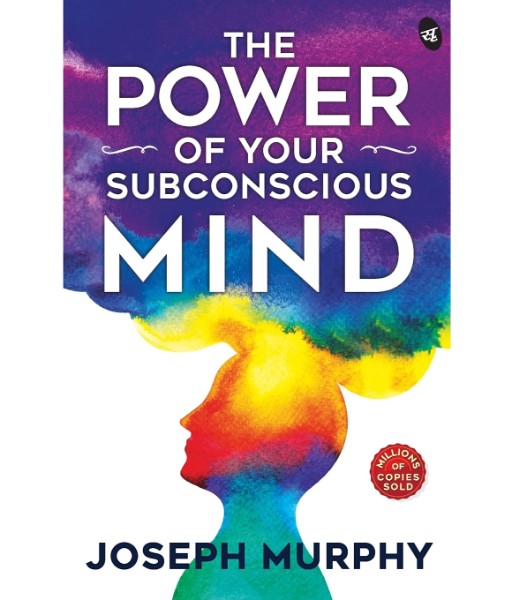 THE
POWER
OF YOUR
SUBCONSCIOUS
MIND
MILLIONS
OF
COPIES
SOLD
JOSEPH MURPHY